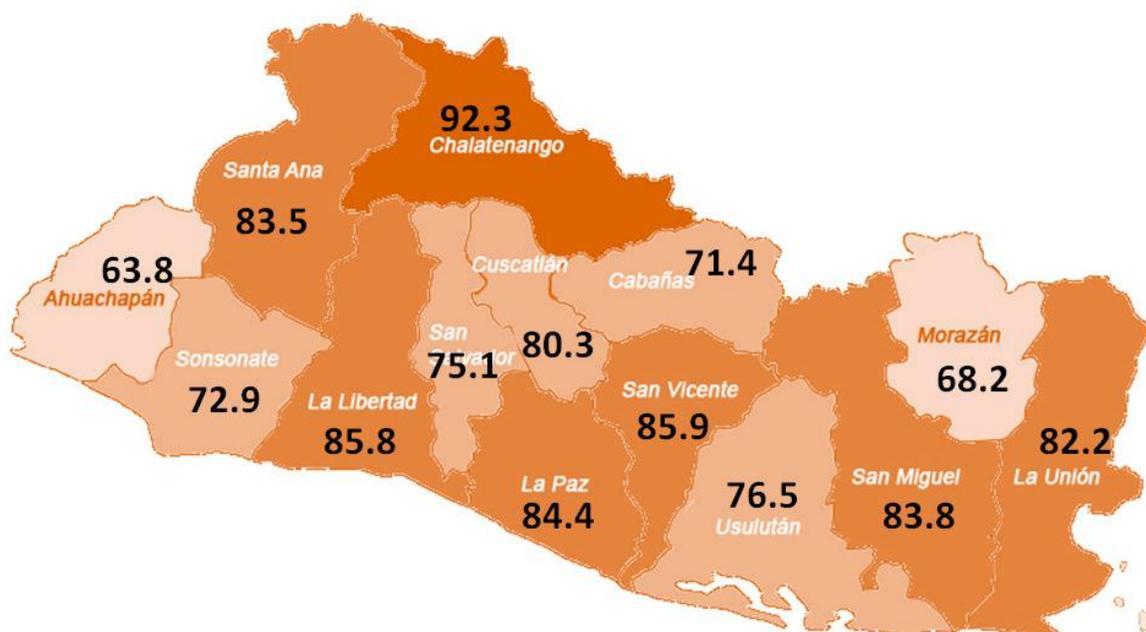 92.3
Chalatenango
Santa Ana
83.5
63.8
Ahuachapán
Cuscatlán
71.4
Cabañas
Sonsonate
72.9
San
Salvador
75.1
80.3
Morazán
68.2
La Libertad
85.8
San Vicente
85.9
La Paz
84.4
76.5
Usulután
San Miguel
83.8
82.2
La Unión